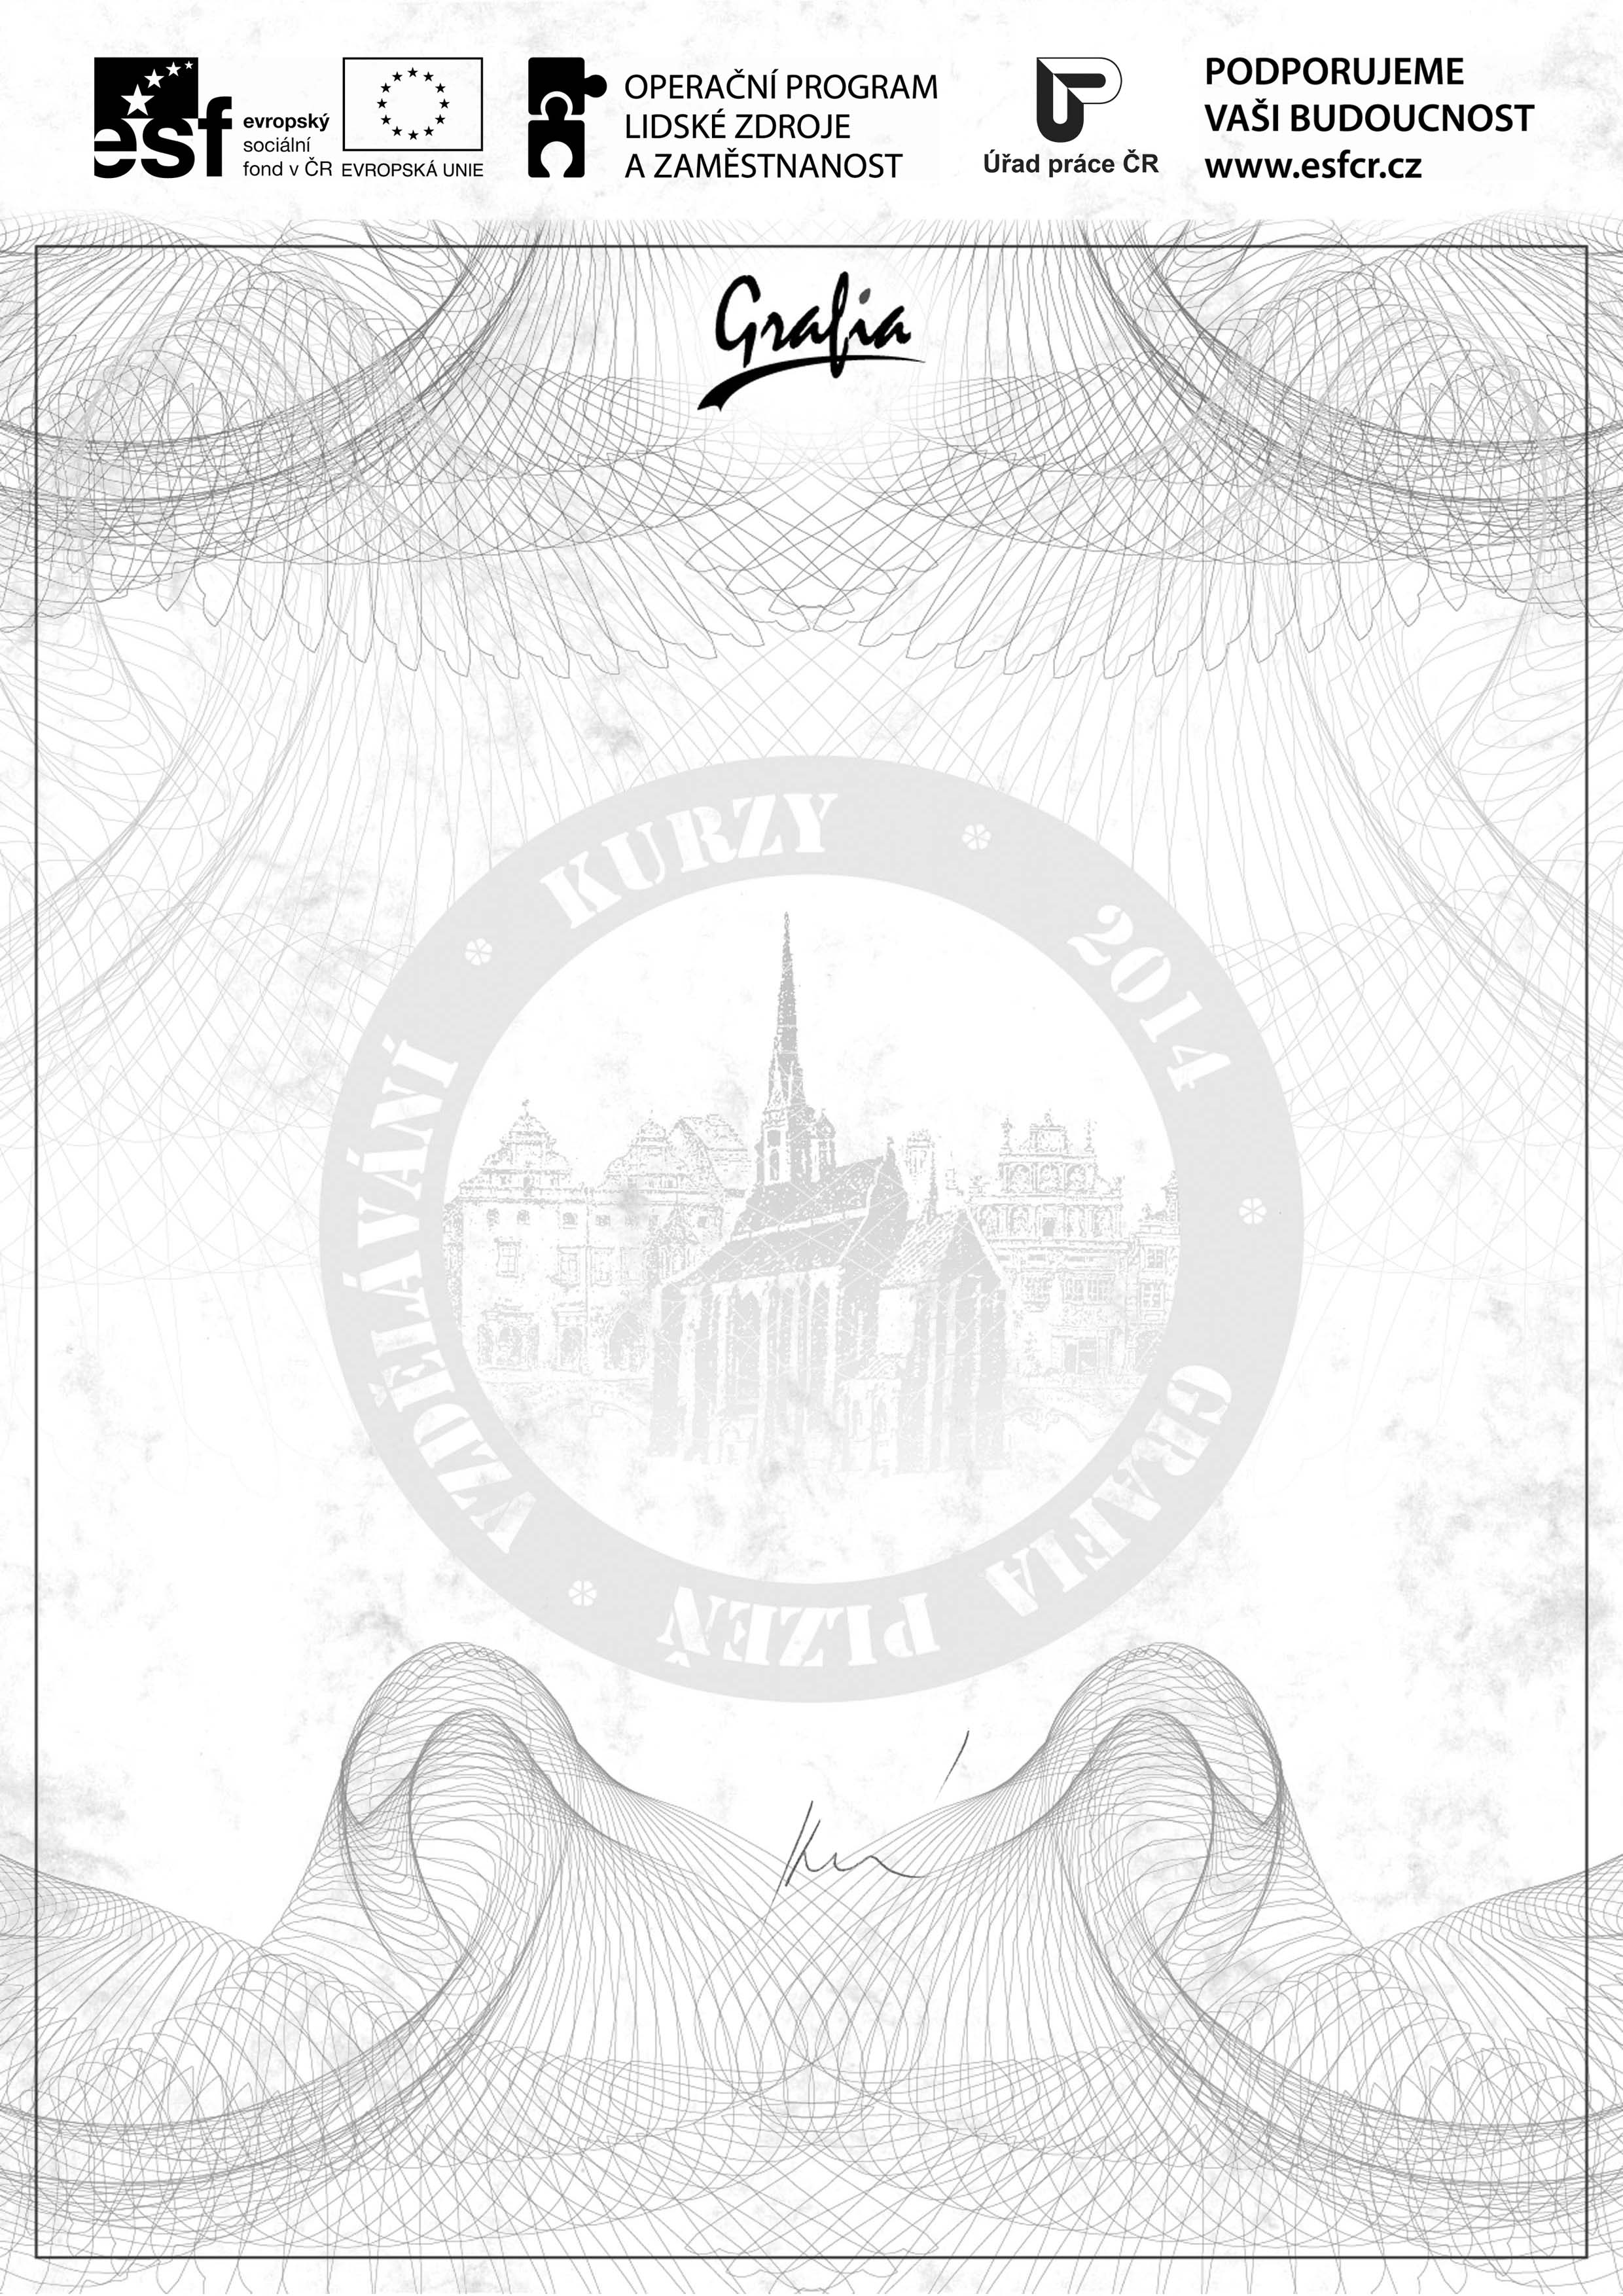 esf
evropský
sociální
fond v ČR
EVROPSKÁ UNIE
OPERAČNÍ PROGRAM
LIDSKÉ ZDROJE
A ZAMĚSTNANOST
Úřad práce ČR
PODPORUJEME
VAŠI BUDOUCNOST
www.esfcr.cz
Grafia
VZDĚLÁVÁNÍ * KURZY * 2014 * GRAFIA PLZEŇ *